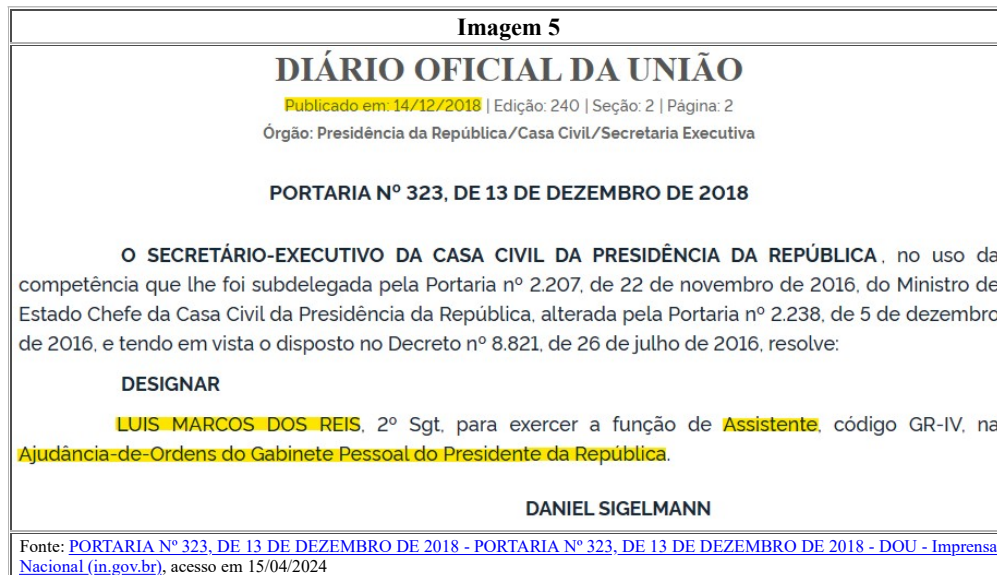 Imagem 5
DIÁRIO OFICIAL DA UNIÃO
Publicado em: 14/12/2018 | Edição: 240 | Seção: 2 | Página: 2
Órgão: Presidência da República/Casa Civil/Secretaria Executiva
PORTARIA Nº 323, DE 13 DE DEZEMBRO DE 2018
O SECRETÁRIO-EXECUTIVO DA CASA CIVIL DA PRESIDÊNCIA DA REPÚBLICA, no uso da
competência que lhe foi subdelegada pela Portaria nº 2.207, de 22 de novembro de 2016, do Ministro de
Estado Chefe da Casa Civil da Presidência da República, alterada pela Portaria nº 2.238, de 5 de dezembro
de 2016, e tendo em vista o disposto no Decreto nº 8.821, de 26 de julho de 2016, resolve:
DESIGNAR
LUIS MARCOS DOS REIS, 2º Sgt, para exercer a função de Assistente, código GR-IV, na
Ajudância-de-Ordens do Gabinete Pessoal do Presidente da República.
DANIEL SIGELMANN
Fonte: PORTARIA Nº 323, DE 13 DE DEZEMBRO DE 2018 - PORTARIA Nº 323, DE 13 DE DEZEMBRO DE 2018 - DOU - Imprensa
Nacional (in.gov.br), acesso em 15/04/2024